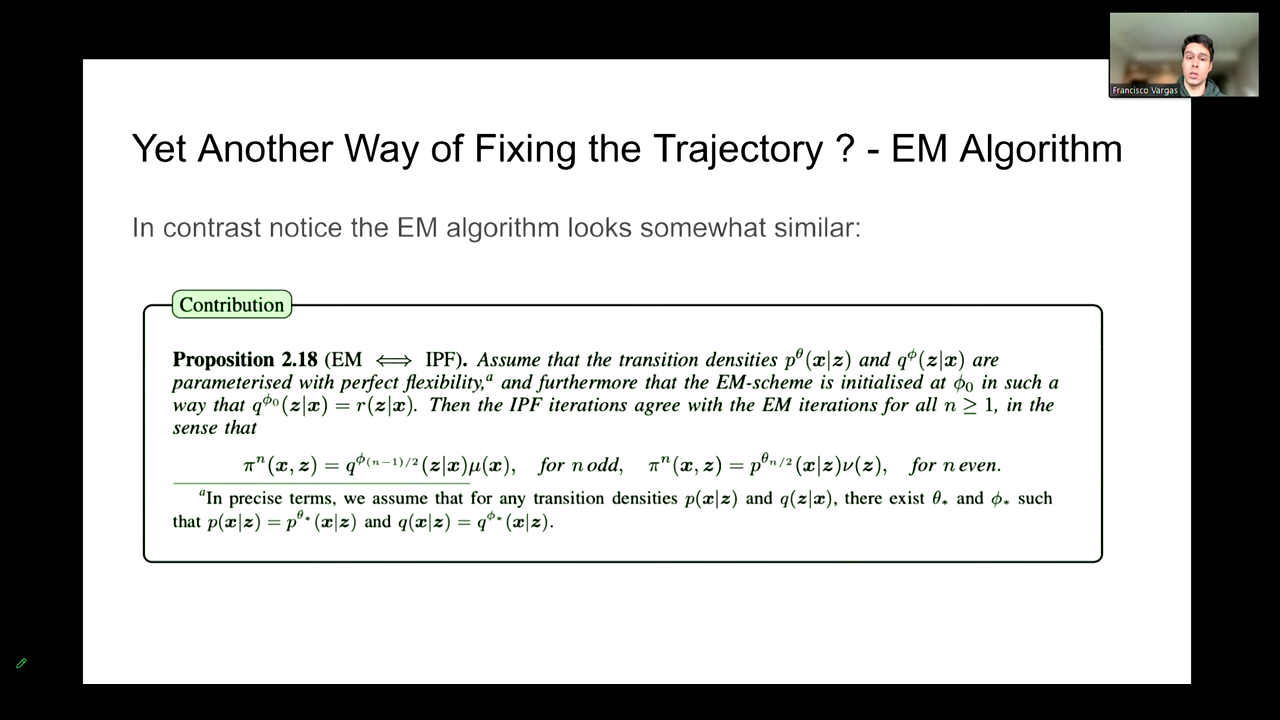 Francisco Vargas
Yet Another Way of Fixing the Trajectory ? - EM Algorithm
In contrast notice the EM algorithm looks somewhat similar:
Contribution
Proposition 2.18 (EM ⟺ IPF). Assume that the transition densities p^θ(x|z) and q^ϕ(z|x) are
parameterised with perfect flexibility,^a and furthermore that the EM-scheme is initialised at ϕ_0 in such a
way that q^{ϕ_0}(z|x) = r(z|x). Then the IPF iterations agree with the EM iterations for all n ≥ 1, in the
sense that
π^n(x, z) = q^{ϕ_{(n−1)/2}}(z|x)μ(x), for n odd, π^n(x, z) = p^{θ_{n/2}}(x|z)ν(z), for n even.
^aIn precise terms, we assume that for any transition densities p(x|z) and q(z|x), there exist θ_* and ϕ_* such
that p(x|z) = p^{θ_*}(x|z) and q(x|z) = q^{ϕ_*}(x|z).